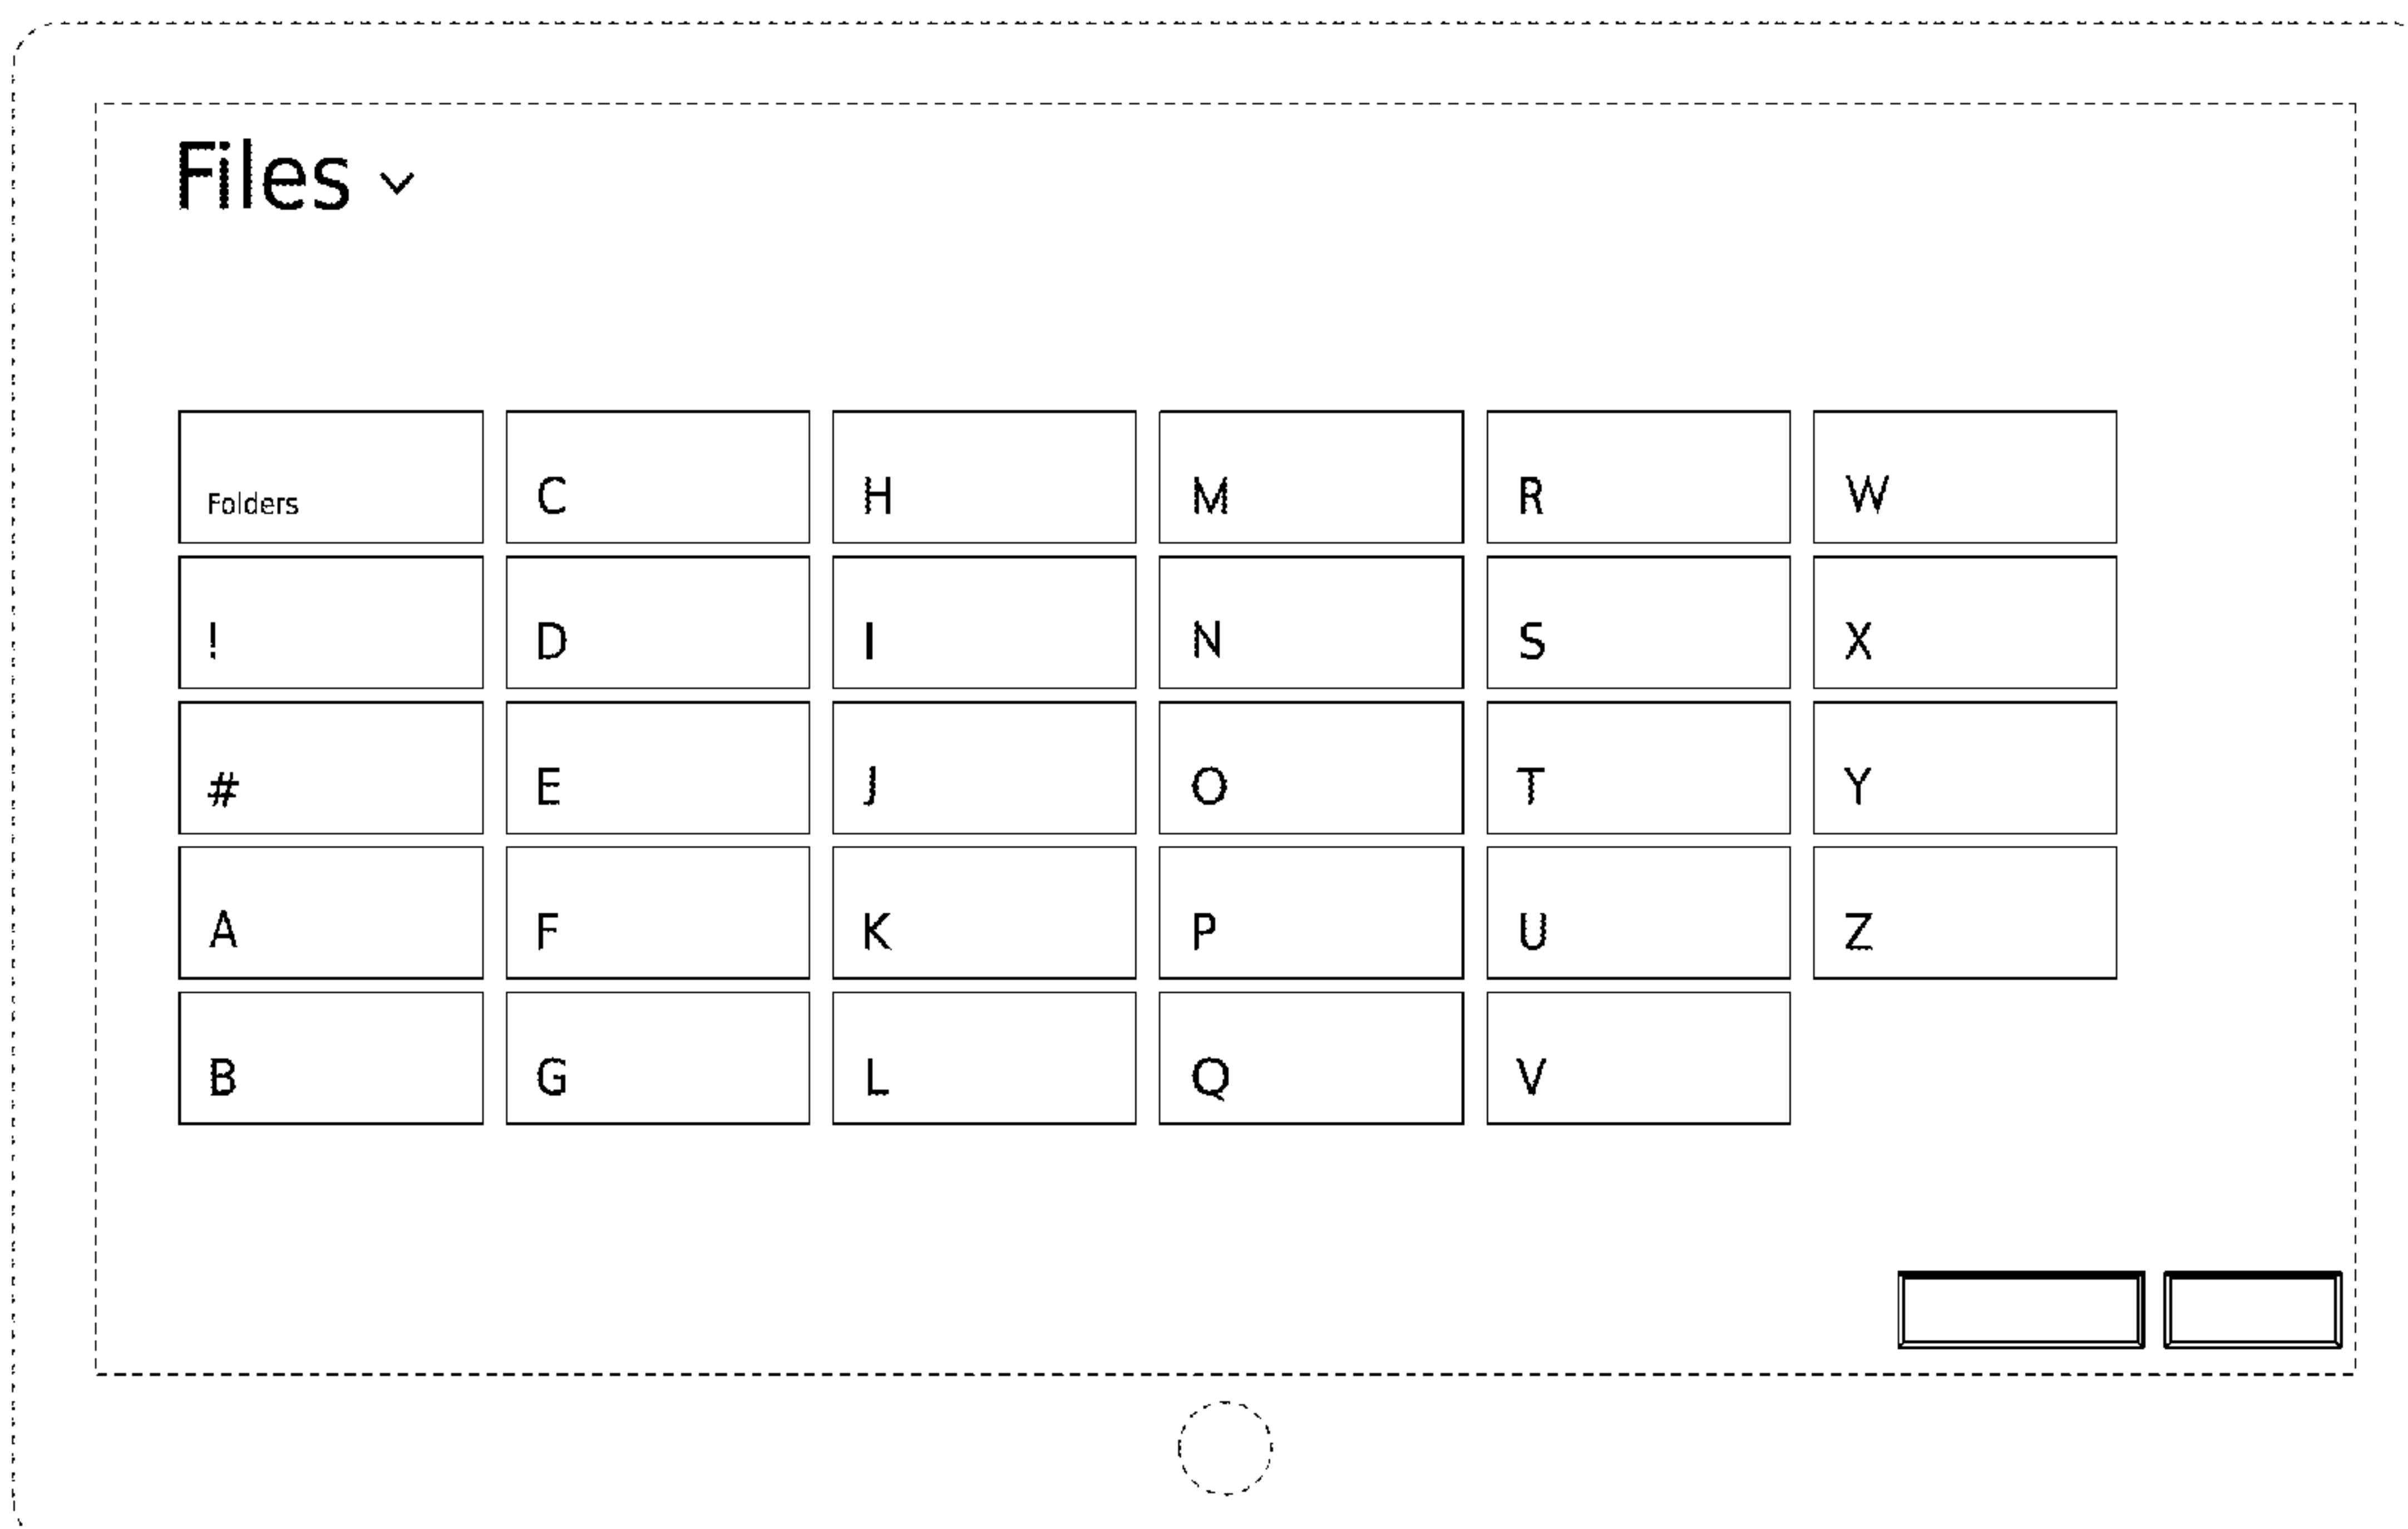 Files
Folders C H M R W
! D I N S X
# E J O T Y
A F K P U Z
B G L Q V